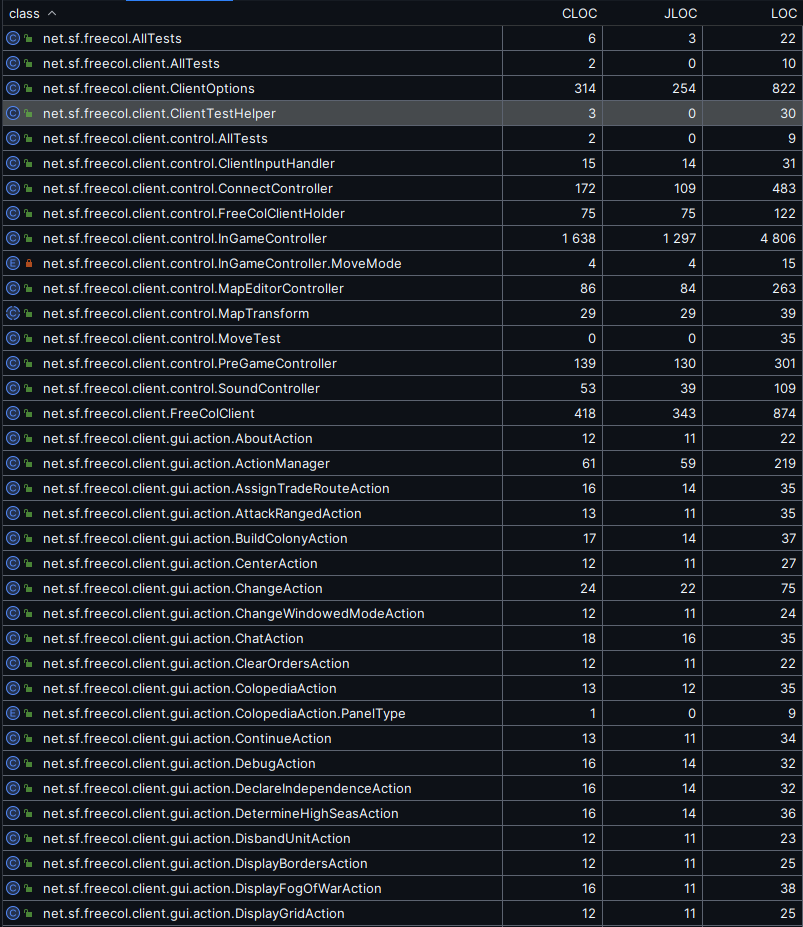 class CLOC JLOC LOC
net.sf.freecol.AllTests 6 3 22
net.sf.freecol.client.AllTests 2 0 10
net.sf.freecol.client.ClientOptions 314 254 822
net.sf.freecol.client.ClientTestHelper 3 0 30
net.sf.freecol.client.control.AllTests 2 0 9
net.sf.freecol.client.control.ClientInputHandler 15 14 31
net.sf.freecol.client.control.ConnectController 172 109 483
net.sf.freecol.client.control.FreeColClientHolder 75 75 122
net.sf.freecol.client.control.InGameController 1 638 1 297 4 806
net.sf.freecol.client.control.InGameController.MoveMode 4 4 15
net.sf.freecol.client.control.MapEditorController 86 84 263
net.sf.freecol.client.control.MapTransform 29 29 39
net.sf.freecol.client.control.MoveTest 0 0 35
net.sf.freecol.client.control.PreGameController 139 130 301
net.sf.freecol.client.control.SoundController 53 39 109
net.sf.freecol.client.FreeColClient 418 343 874
net.sf.freecol.client.gui.action.AboutAction 12 11 22
net.sf.freecol.client.gui.action.ActionManager 61 59 219
net.sf.freecol.client.gui.action.AssignTradeRouteAction 16 14 35
net.sf.freecol.client.gui.action.AttackRangedAction 13 11 35
net.sf.freecol.client.gui.action.BuildColonyAction 17 14 37
net.sf.freecol.client.gui.action.CenterAction 12 11 27
net.sf.freecol.client.gui.action.ChangeAction 24 22 75
net.sf.freecol.client.gui.action.ChangeWindowedModeAction 12 11 24
net.sf.freecol.client.gui.action.ChatAction 18 16 35
net.sf.freecol.client.gui.action.ClearOrdersAction 12 11 22
net.sf.freecol.client.gui.action.ColopediaAction 13 12 35
net.sf.freecol.client.gui.action.ColopediaAction.PanelType 1 0 9
net.sf.freecol.client.gui.action.ContinueAction 13 11 34
net.sf.freecol.client.gui.action.DebugAction 16 14 32
net.sf.freecol.client.gui.action.DeclareIndependenceAction 16 14 32
net.sf.freecol.client.gui.action.DetermineHighSeasAction 16 14 36
net.sf.freecol.client.gui.action.DisbandUnitAction 12 11 23
net.sf.freecol.client.gui.action.DisplayBordersAction 12 11 25
net.sf.freecol.client.gui.action.DisplayFogOfWarAction 16 11 38
net.sf.freecol.client.gui.action.DisplayGridAction 12 11 25